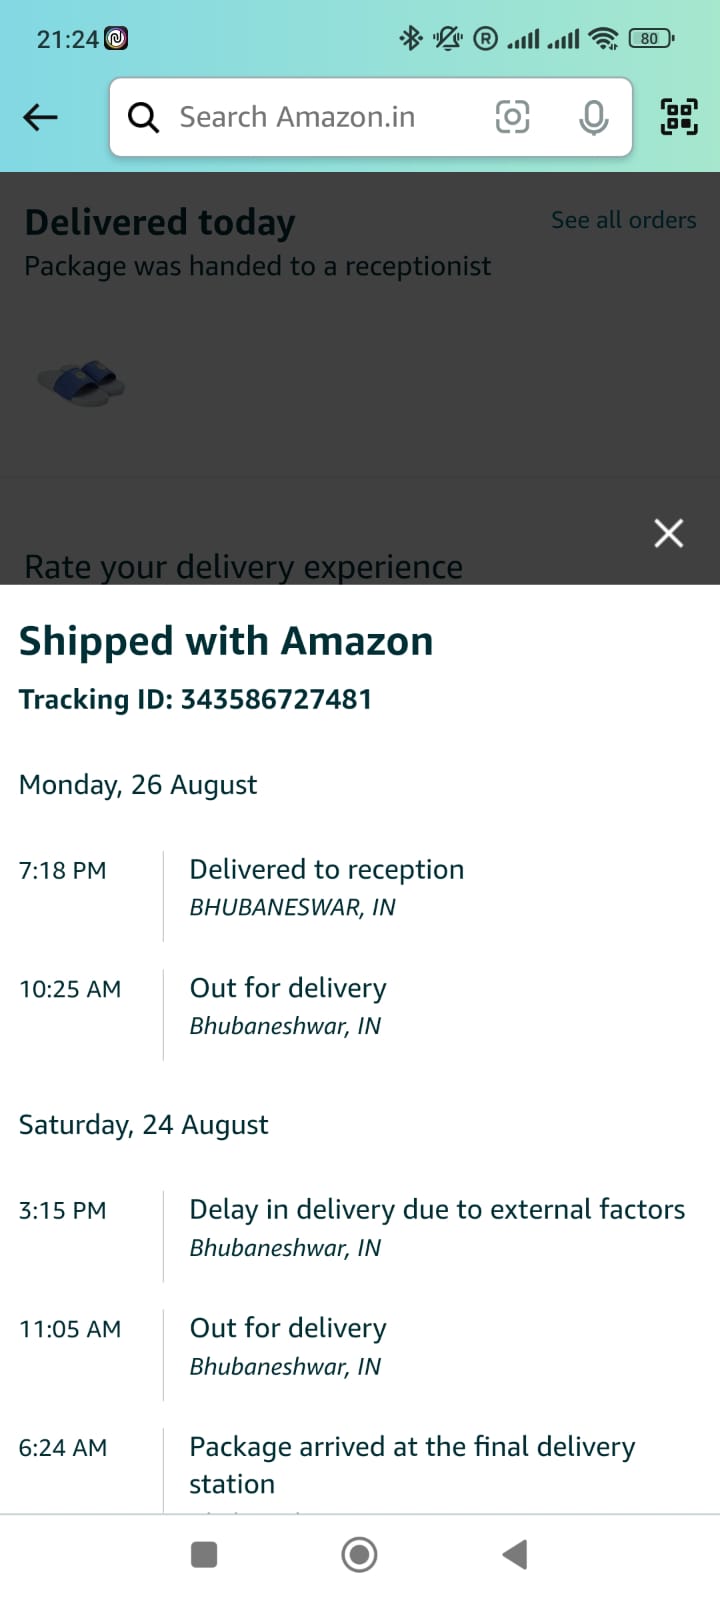 21:24
80
Search Amazon.in
Delivered today
See all orders
Package was handed to a receptionist
Rate your delivery experience
Shipped with Amazon
Tracking ID: 343586727481
Monday, 26 August
7:18 PM
Delivered to reception
BHUBANESWAR, IN
10:25 AM
Out for delivery
Bhubaneshwar, IN
Saturday, 24 August
3:15 PM
Delay in delivery due to external factors
Bhubaneshwar, IN
11:05 AM
Out for delivery
Bhubaneshwar, IN
6:24 AM
Package arrived at the final delivery
station